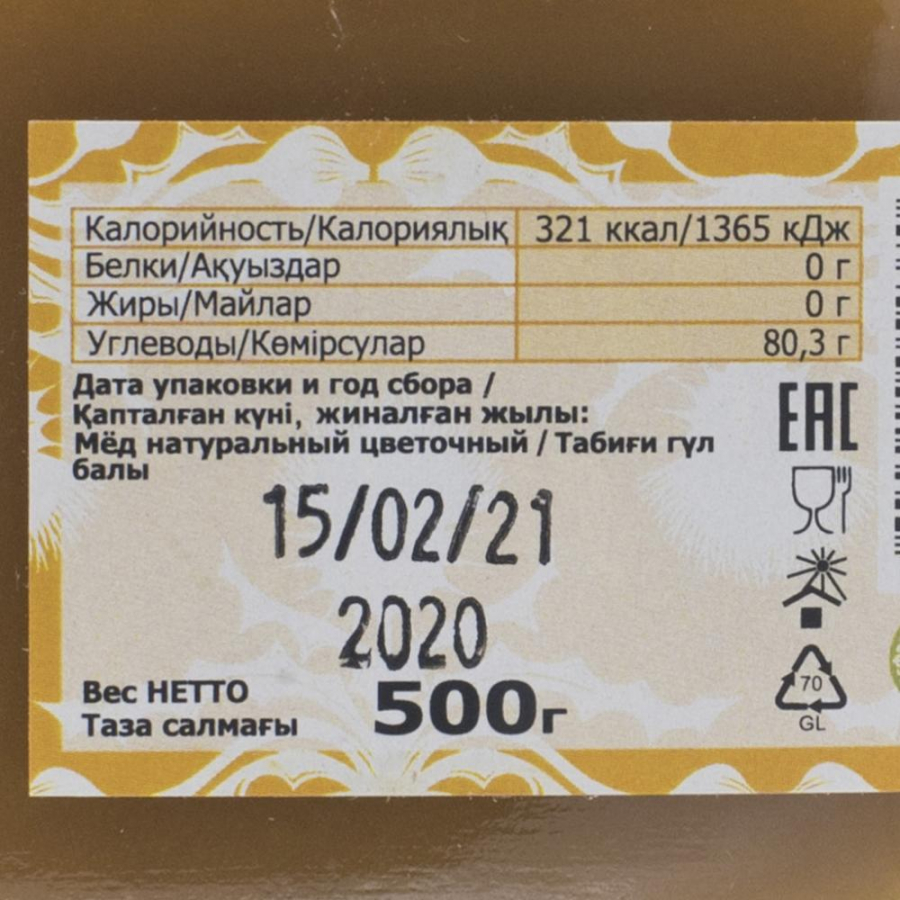 Калорийность/Калориялық 321 ккал/1365 кДж
Белки/Ақуыздар 0 г
Жиры/Майлар 0 г
Углеводы/Көмірсулар 80,3 г
Дата упаковки и год сбора /
Қапталған күні, жиналған жылы:
Мёд натуральный цветочный / Табиғи гүл
балы
15/02/21
2020
Вес НЕТТО
Таза салмағы
500г
ЕАС
70
GL